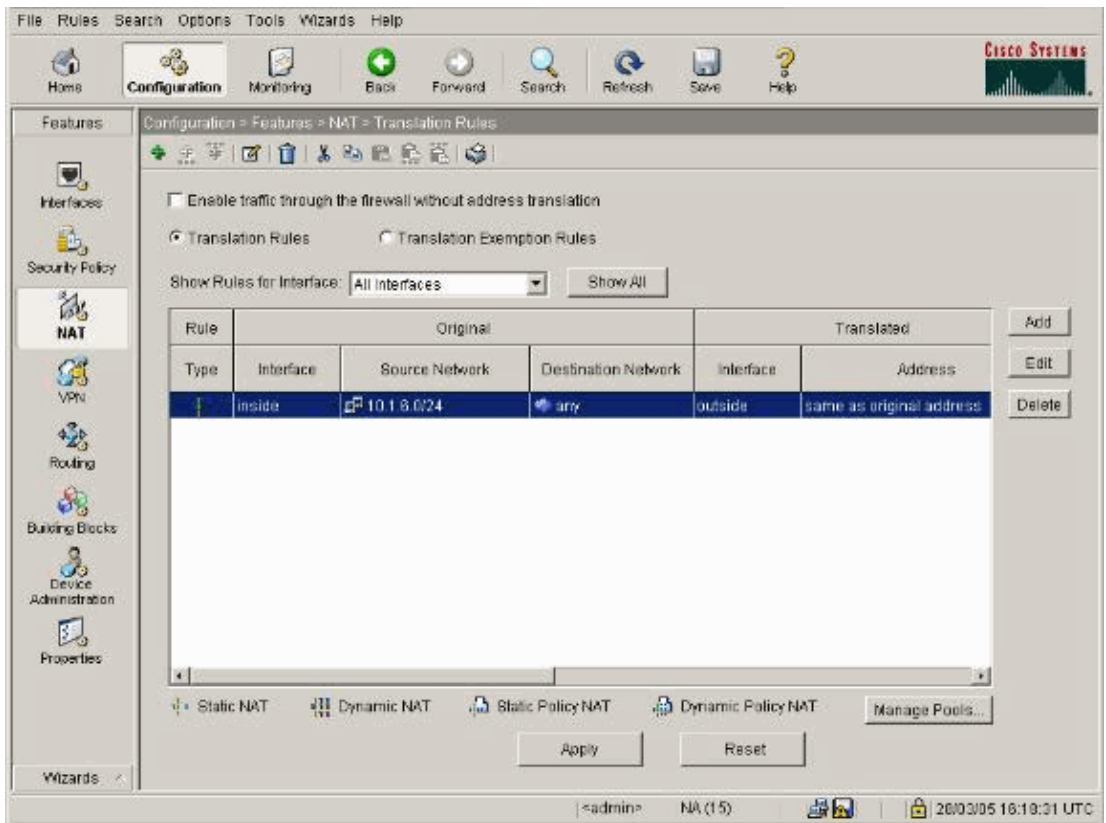 File Rules Search Options Tools Wizards Help
Home Configuration Monitoring Back Forward Search Refresh Save Help
CISCO SYSTEMS
Features
Configuration > Features > NAT > Translation Rules
Interfaces
Security Policy
NAT
VPN
Routing
Building Blocks
Device Administration
Properties
Wizards
Enable traffic through the firewall without address translation
Translation Rules Translation Exemption Rules
Show Rules for Interface: All Interfaces Show All
Rule Original Translated
Type Interface Source Network Destination Network Interface Address
inside 10.1.6.0/24 any outside same as original address
Add
Edit
Delete
Static NAT Dynamic NAT Static Policy NAT Dynamic Policy NAT Manage Pools...
Apply Reset
<admin> NA (15) 28/03/05 16:18:31 UTC